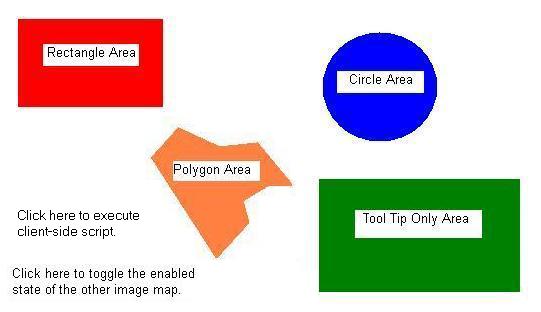 Rectangle Area
Circle Area
Polygon Area
Tool Tip Only Area
Click here to execute
client-side script.
Click here to toggle the enabled
state of the other image map.